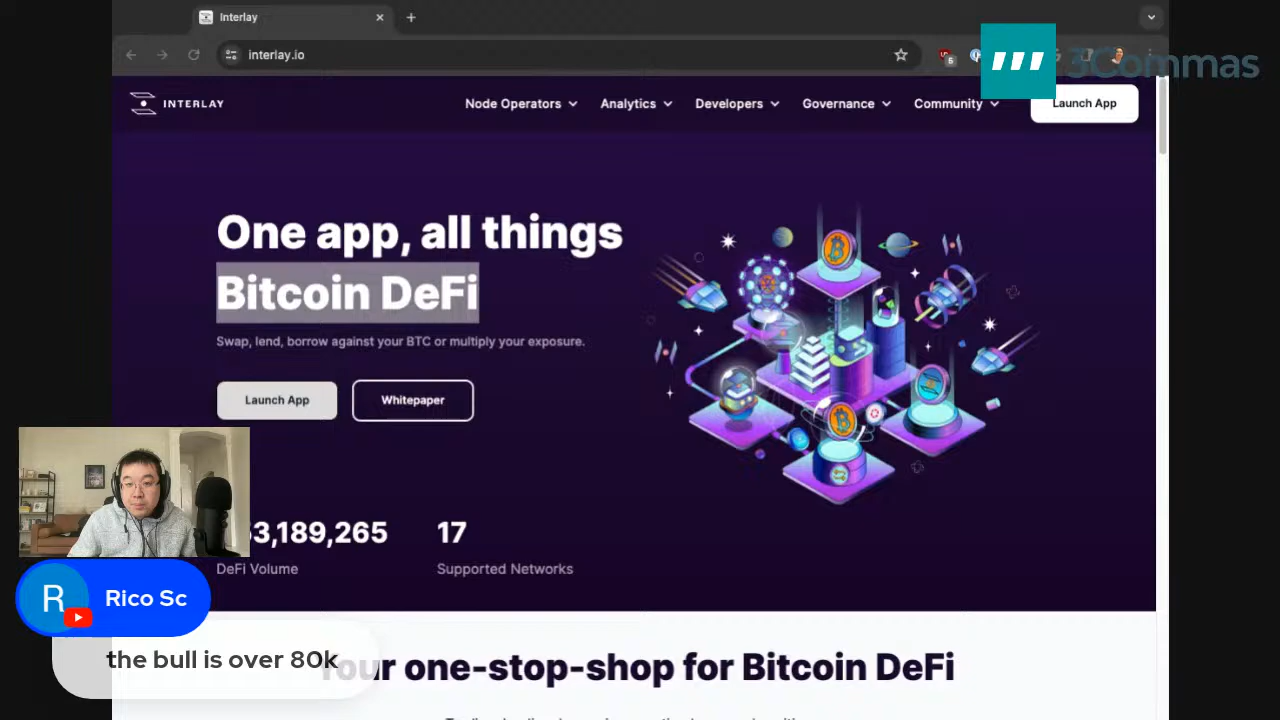 Interlay
interlay.io
3Commas
INTERLAY
Node Operators
Analytics
Developers
Governance
Community
Launch App
One app, all things
Bitcoin DeFi
Swap, lend, borrow against your BTC or multiply your exposure.
Launch App
Whitepaper
3,189,265
17
DeFi Volume
Supported Networks
R
Rico Sc
the bull is over 80k
Your one-stop-shop for Bitcoin DeFi